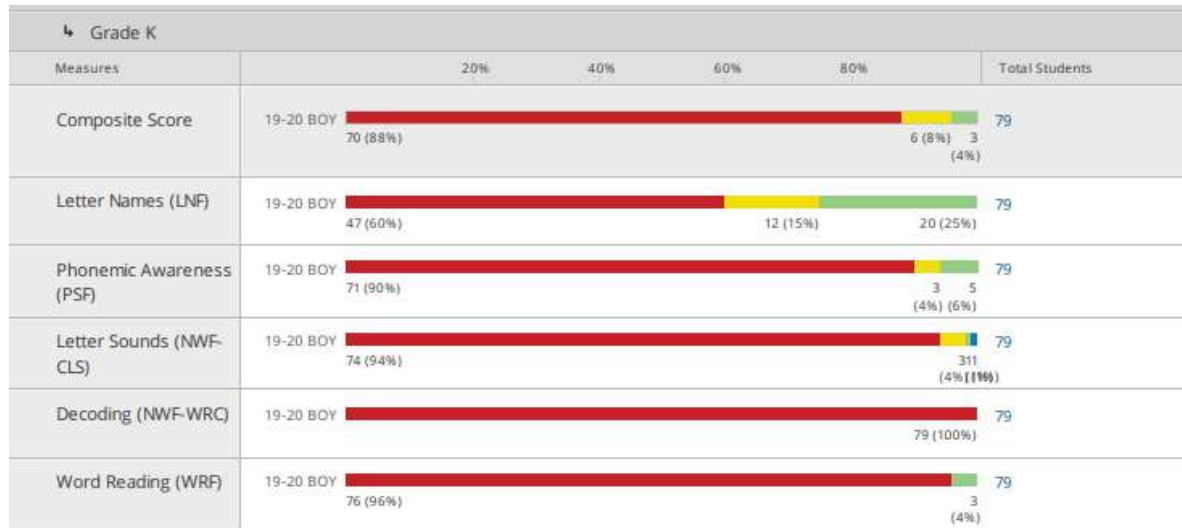 ↳ Grade K
Measures 20% 40% 60% 80% Total Students
Composite Score 19-20 BOY 79
70 (88%) 6 (8%) 3
(4%)
Letter Names (LNF) 19-20 BOY 79
47 (60%) 12 (15%) 20 (25%)
Phonemic Awareness 19-20 BOY 79
(PSF) 71 (90%) 3 5
(4%) (6%)
Letter Sounds (NWF- 19-20 BOY 79
CLS) 74 (94%) 311
(4%)
Decoding (NWF-WRC) 19-20 BOY 79
79 (100%)
Word Reading (WRF) 19-20 BOY 79
76 (96%) 3
(4%)